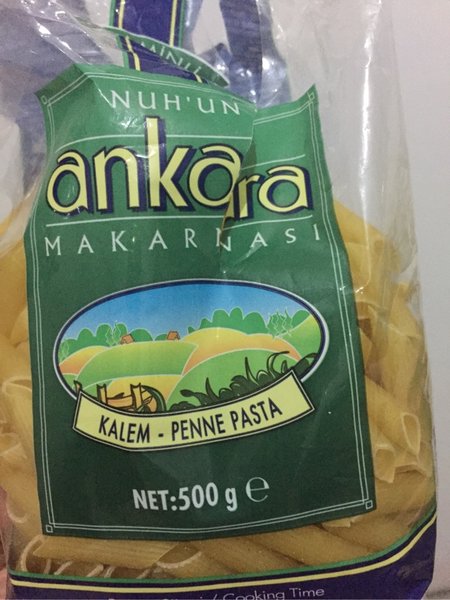 NUH'UN
ankara
MAKARNASI
KALEM - PENNE PASTA
NET:500 g e
/ Cooking Time